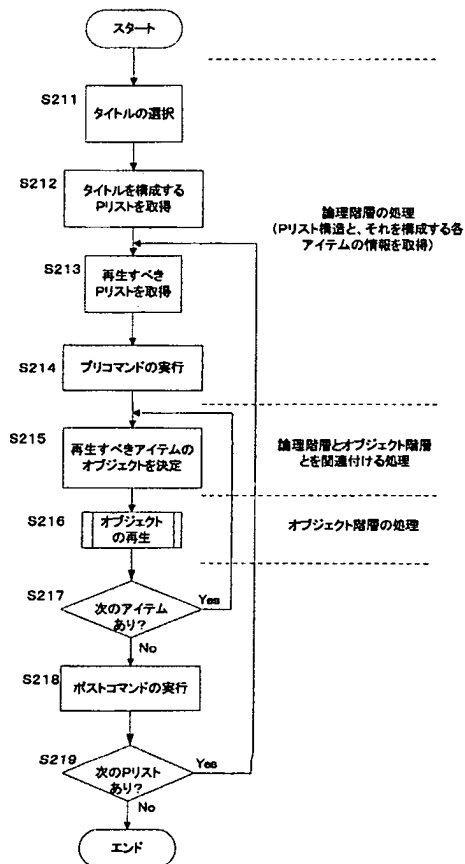 スタート
S211
タイトルの選択
S212
タイトルを構成する
Pリストを取得
論理階層の処理
(Pリスト構造と、それを構成する各
アイテムの情報を取得)
S213
再生すべき
Pリストを取得
S214
プリコマンドの実行
S215
再生すべきアイテムの
オブジェクトを決定
論理階層とオブジェクト階層
とを関連付ける処理
S216
オブジェクト
の再生
オブジェクト階層の処理
S217
次のアイテム
あり?
Yes
No
S218
ポストコマンドの実行
S219
次のPリスト
あり?
Yes
No
エンド